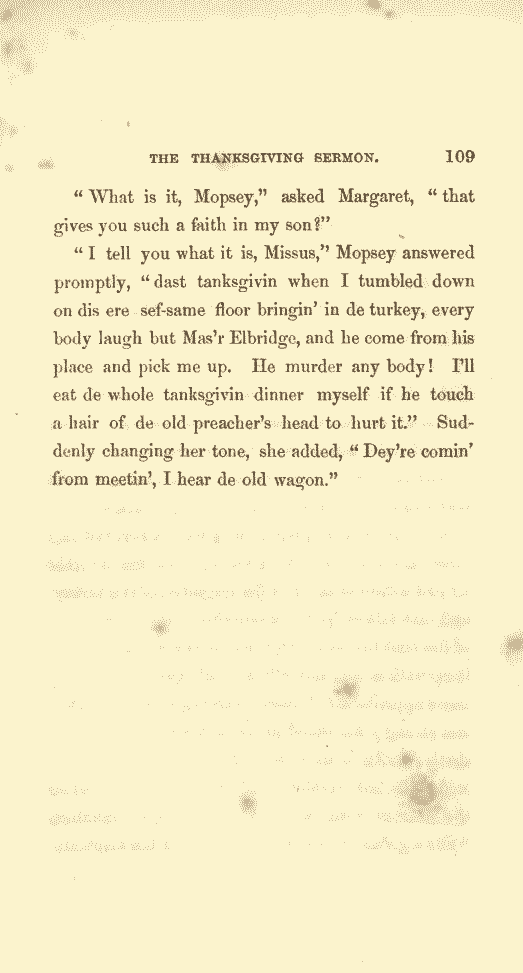 THE THANKSGIVING SERMON. 109
“ What is it, Mopsey,” asked Margaret, “ that
gives you such a faith in my son?”
“ I tell you what it is, Missus,” Mopsey answered
promptly, “ dast tanksgivin when I tumbled down
on dis ere sef-same floor bringin’ in de turkey, every
body laugh but Mas’r Elbridge, and he come from his
place and pick me up. He murder any body! I’ll
eat de whole tanksgivin dinner myself if he touch
a hair of de old preacher’s head to hurt it.” Sud-
denly changing her tone, she added, “ Dey’re comin’
from meetin’, I hear de old wagon.”